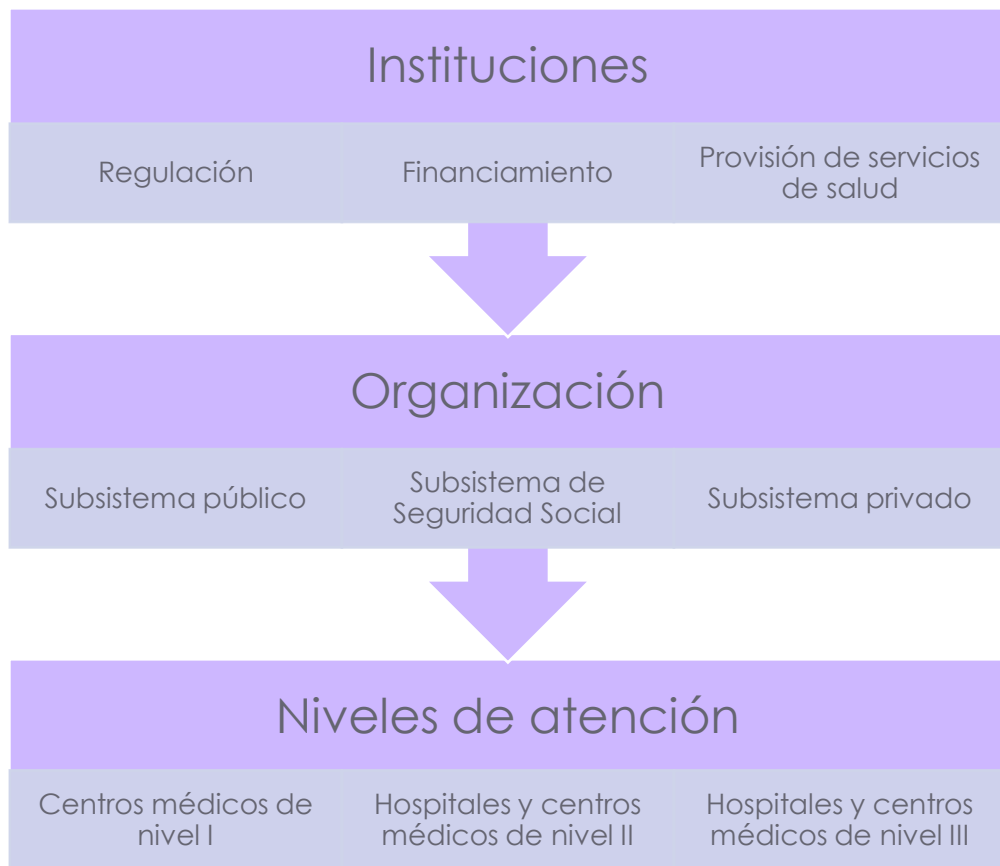 Instituciones
Regulación
Financiamiento
Provisión de servicios
de salud
Organización
Subsistema público
Subsistema de
Seguridad Social
Subsistema privado
Niveles de atención
Centros médicos de
nivel I
Hospitales y centros
médicos de nivel II
Hospitales y centros
médicos de nivel III